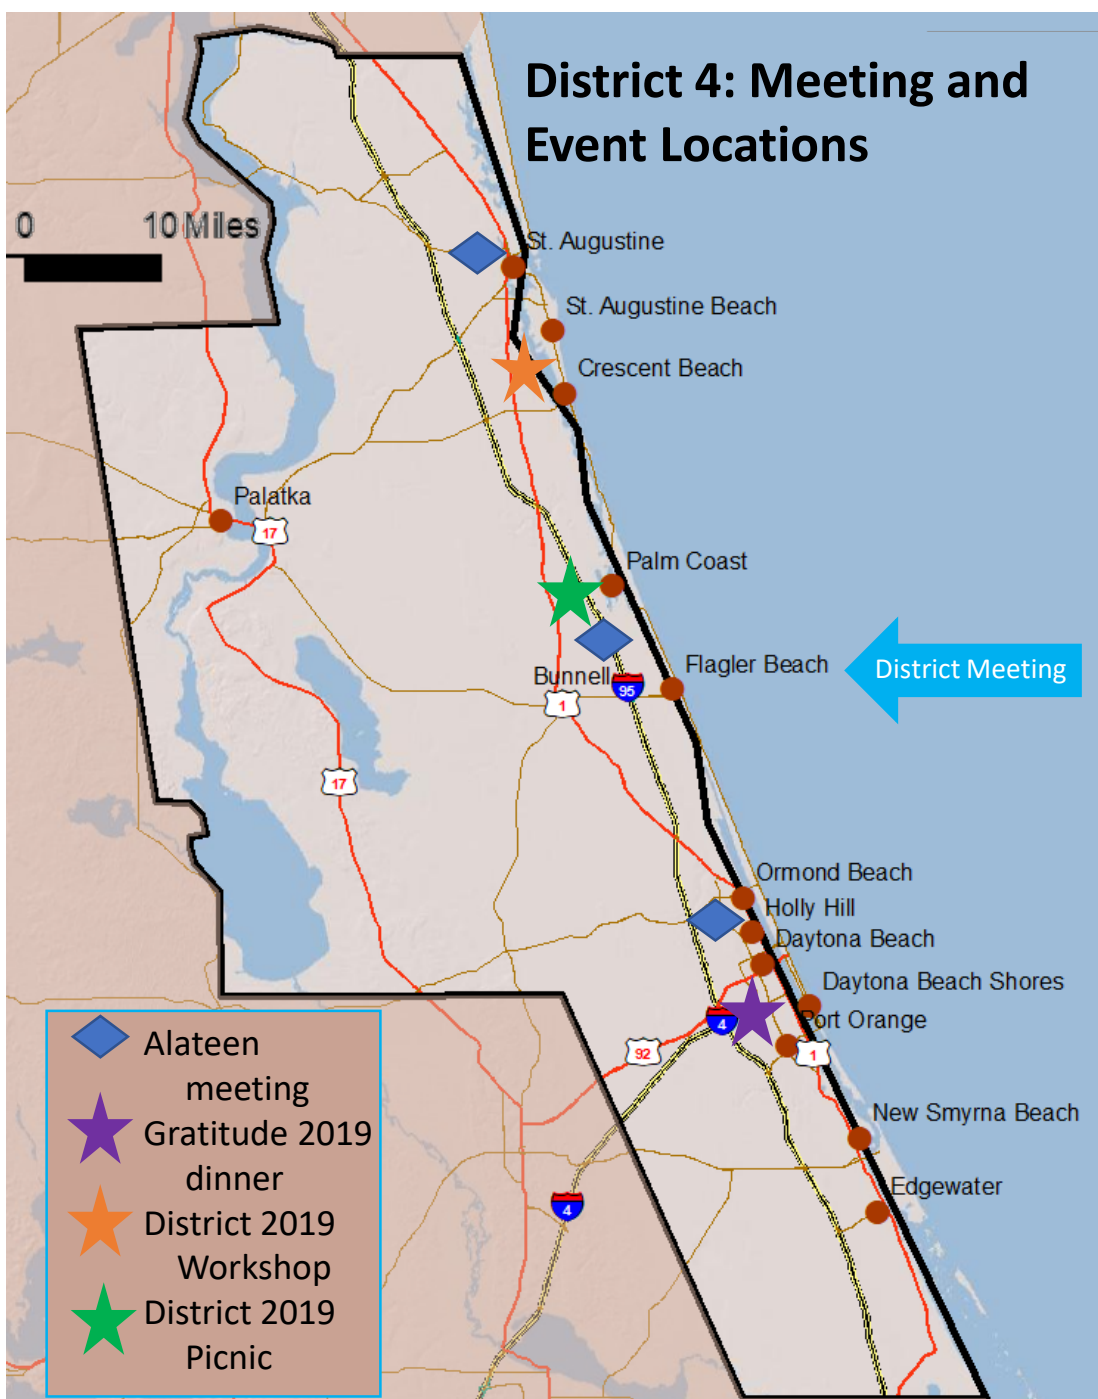 District 4: Meeting and
Event Locations
0 10 Miles
St. Augustine
St. Augustine Beach
Crescent Beach
Palatka
17
Palm Coast
Flagler Beach
District Meeting
Bunnell
95
1
17
Ormond Beach
Holly Hill
Daytona Beach
Daytona Beach Shores
Port Orange
4
92
1
New Smyrna Beach
Edgewater
4
Alateen
meeting
Gratitude 2019
dinner
District 2019
Workshop
District 2019
Picnic